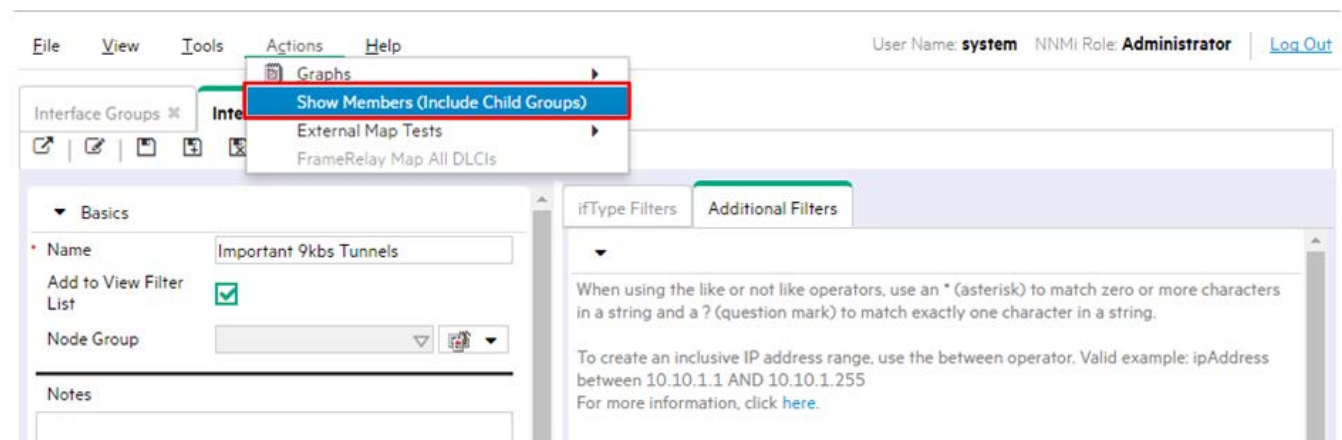 File View Tools Actions Help User Name: system NNMi Role: Administrator Log Out
Graphs
Show Members (Include Child Groups)
External Map Tests
FrameRelay Map All DLCIs
Interface Groups Inte
Basics
* Name Important 9kbs Tunnels
Add to View Filter
List
Node Group
Notes
ifType Filters Additional Filters
When using the like or not like operators, use an * (asterisk) to match zero or more characters
in a string and a ? (question mark) to match exactly one character in a string.
To create an inclusive IP address range, use the between operator. Valid example: ipAddress
between 10.10.1.1 AND 10.10.1.255
For more information, click here.